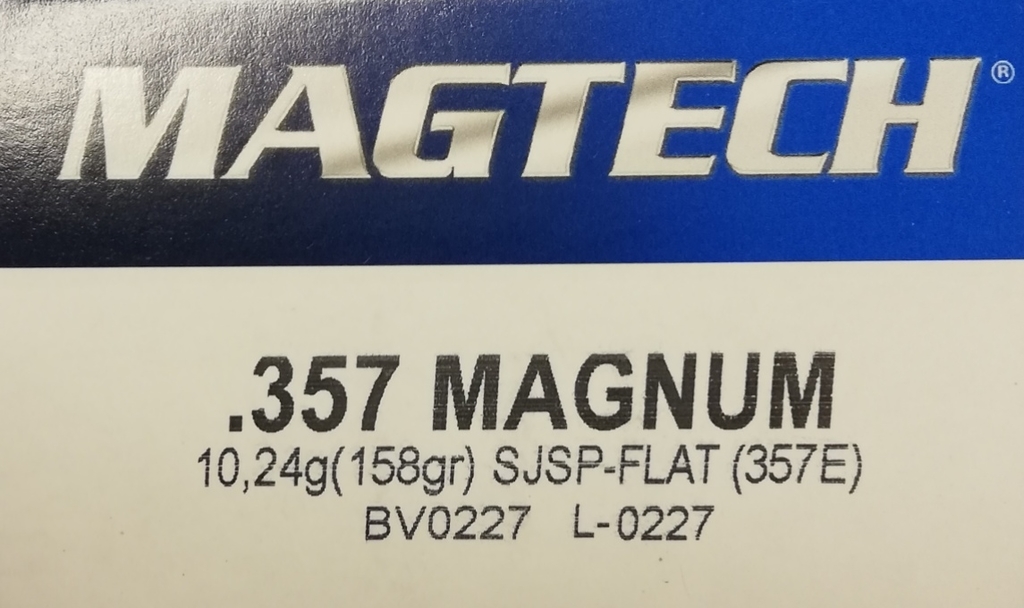 MAGTECH®
.357 MAGNUM
10,24g(158gr) SJSP-FLAT (357E)
BV0227 L-0227